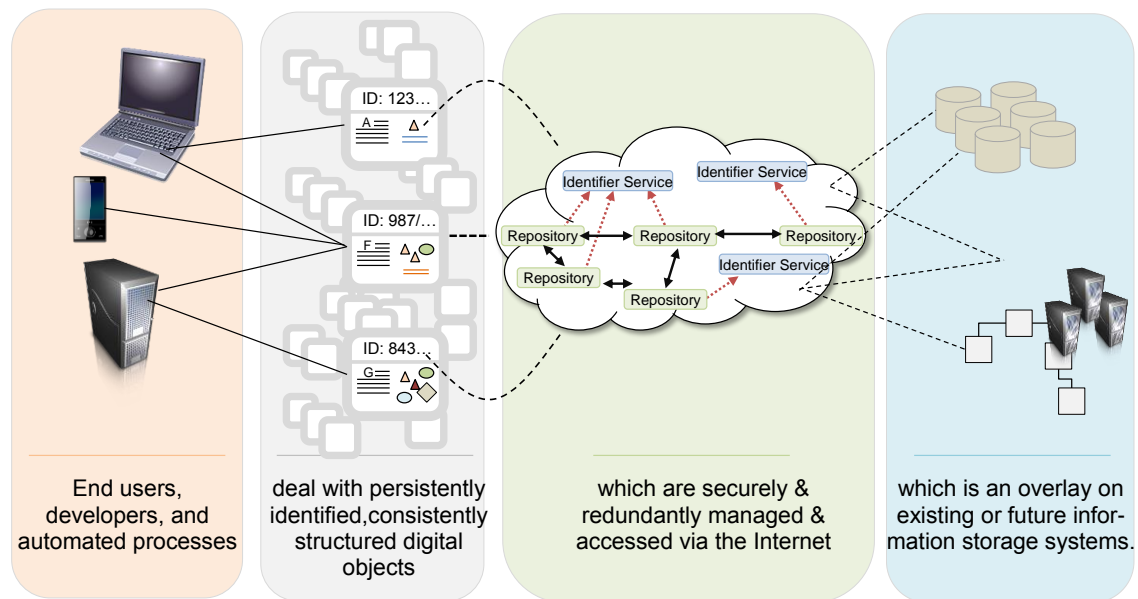 ID: 123...
A
ID: 987/...
F
ID: 843...
G
Identifier Service
Identifier Service
Repository
Repository
Repository
Repository
Identifier Service
Repository
End users,
developers, and
automated processes
deal with persistently
identified,consistently
structured digital
objects
which are securely &
redundantly managed &
accessed via the Internet
which is an overlay on
existing or future infor-
mation storage systems.